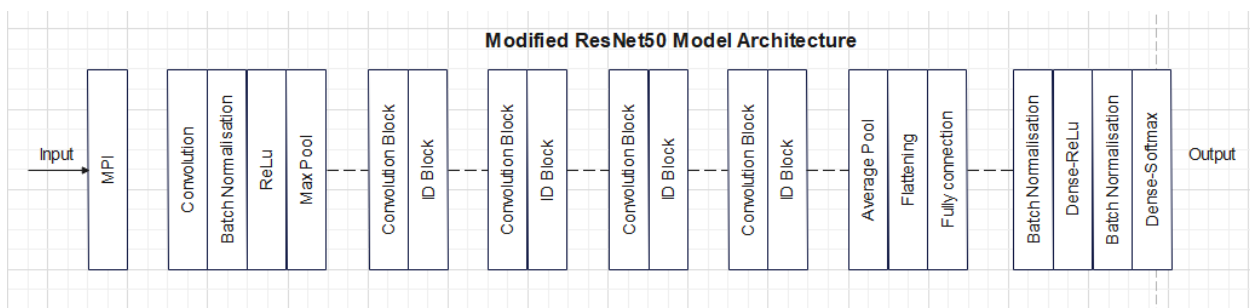 Modified ResNet50 Model Architecture
Input
MPI
Convolution
Batch Normalisation
ReLu
Max Pool
Convolution Block
ID Block
Convolution Block
ID Block
Convolution Block
ID Block
Convolution Block
ID Block
Average Pool
Flattening
Fully connection
Batch Normalisation
Dense-ReLu
Batch Normalisation
Dense-Softmax
Output